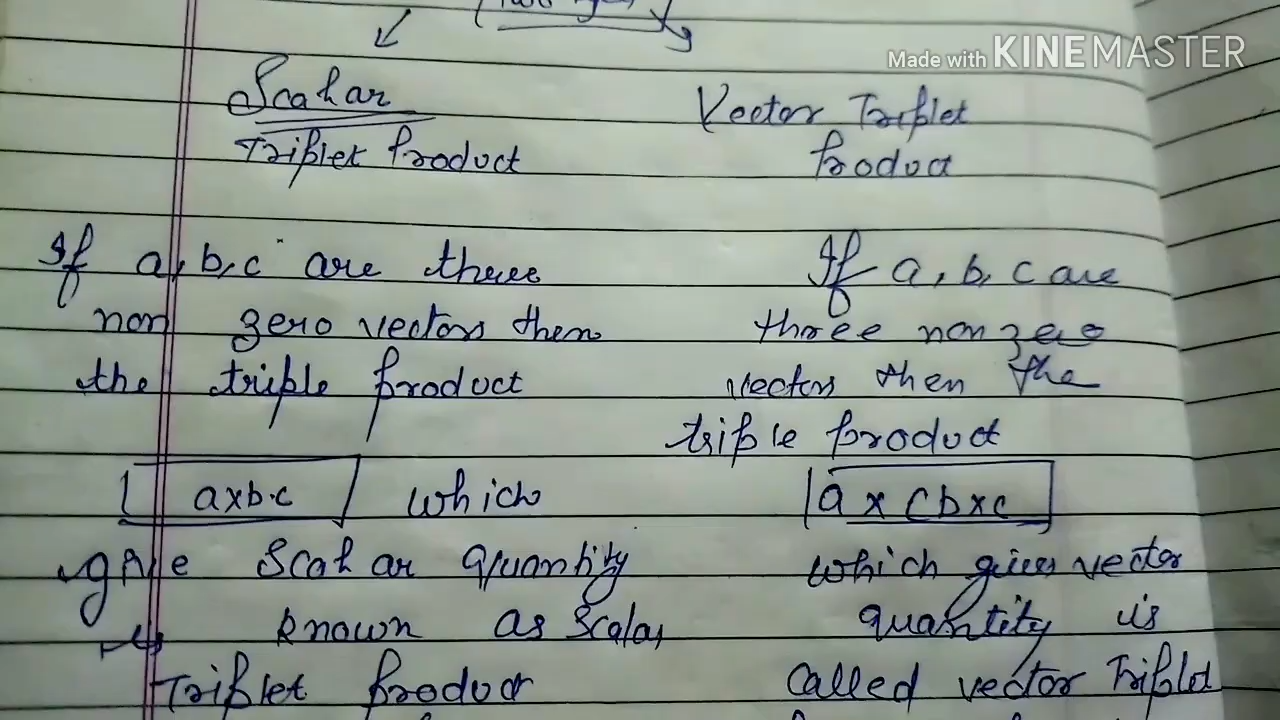 Made with KINEMASTER
Scalar
Triplet Product
If a, b, c are three
non zero vectors then
the triple product
a x b . c which
give Scalar Quantity
known as Scalar
Triplet product
Vector Triplet
Product
If a, b, c are
three non zero
vectors then the
triple product
a x (b x c
which gives vector
quantity is
called vector Triplet